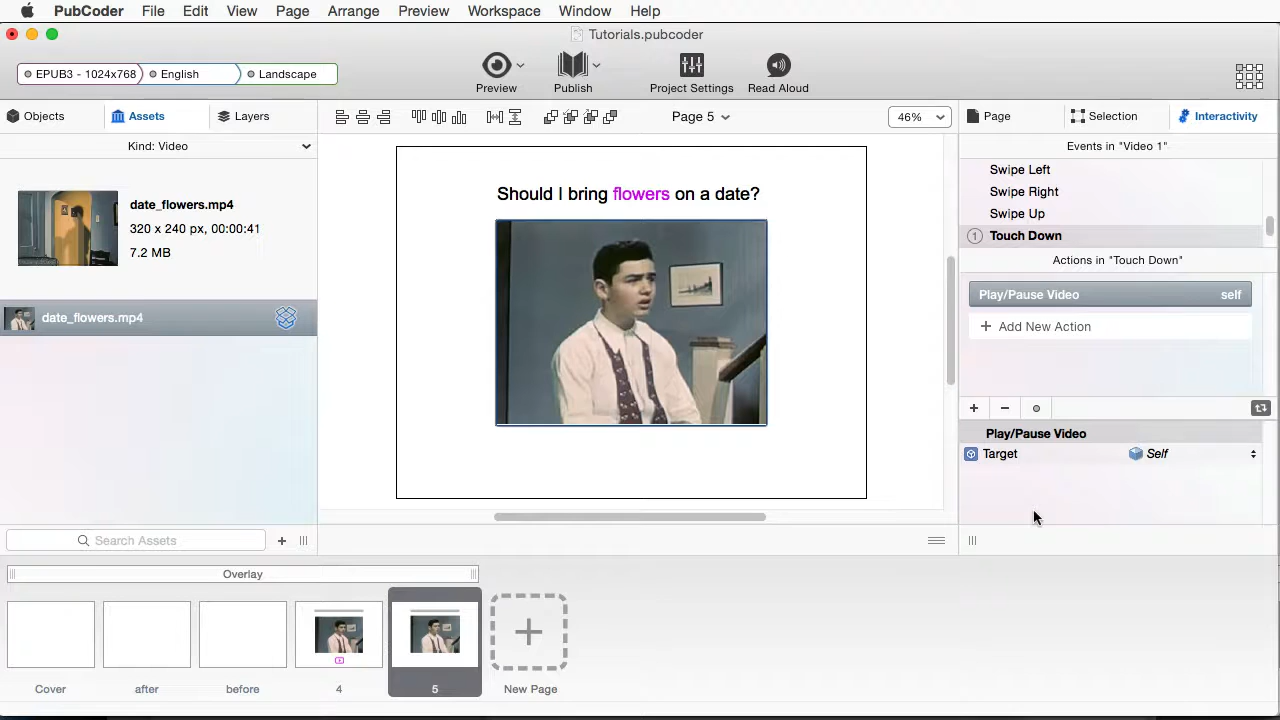 PubCoder File Edit View Page Arrange Preview Workspace Window Help
Tutorials.pubcoder
EPUB3 - 1024x768 English Landscape
Preview Publish Project Settings Read Aloud
Objects Assets Layers
Page 5
46%
Page Selection Interactivity
Kind: Video
date_flowers.mp4
320 x 240 px, 00:00:41
7.2 MB
date_flowers.mp4
Should I bring flowers on a date?
Events in "Video 1"
Swipe Left
Swipe Right
Swipe Up
1 Touch Down
Actions in "Touch Down"
Play/Pause Video self
+ Add New Action
Play/Pause Video
Target Self
Search Assets
Overlay
Cover after before 4 5 New Page